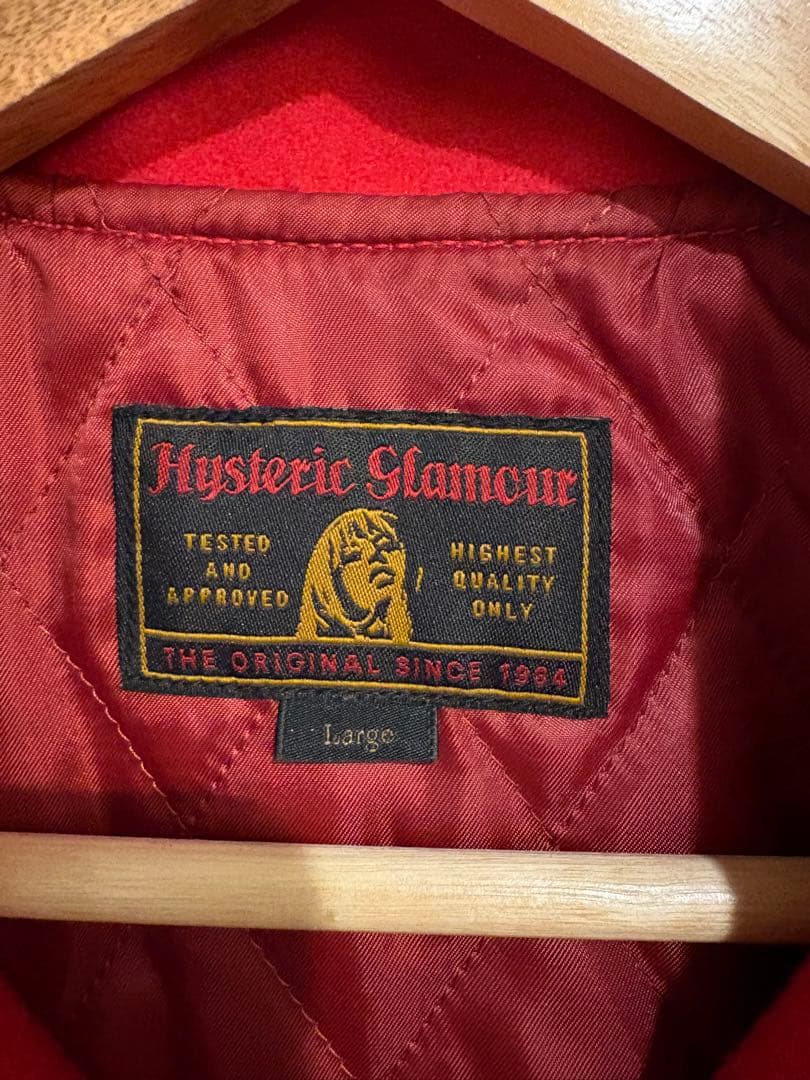 Hysteric Glamour
TESTED
AND
APPROVED
HIGHEST
QUALITY
ONLY
THE ORIGINAL SINCE 1984
Large